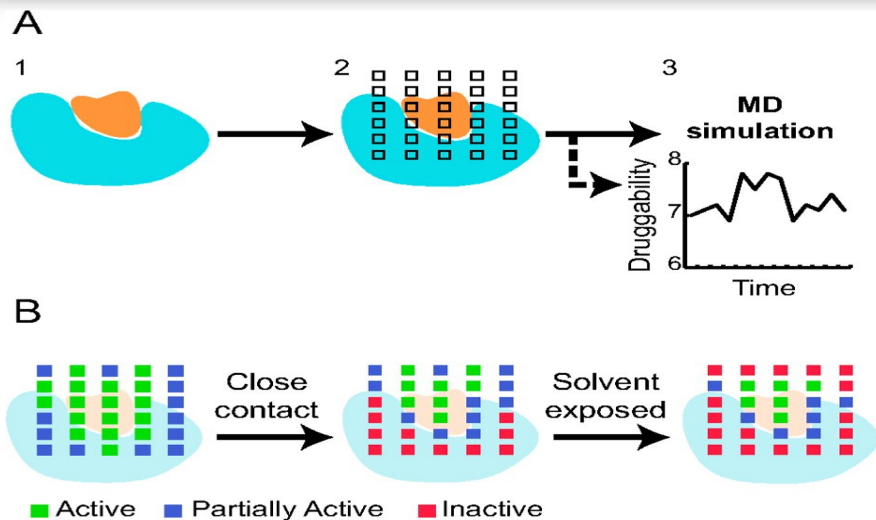 A
1
2
3
MD
simulation
Druggability
8
7
6
Time
B
Close
contact
Solvent
exposed
Active
Partially Active
Inactive